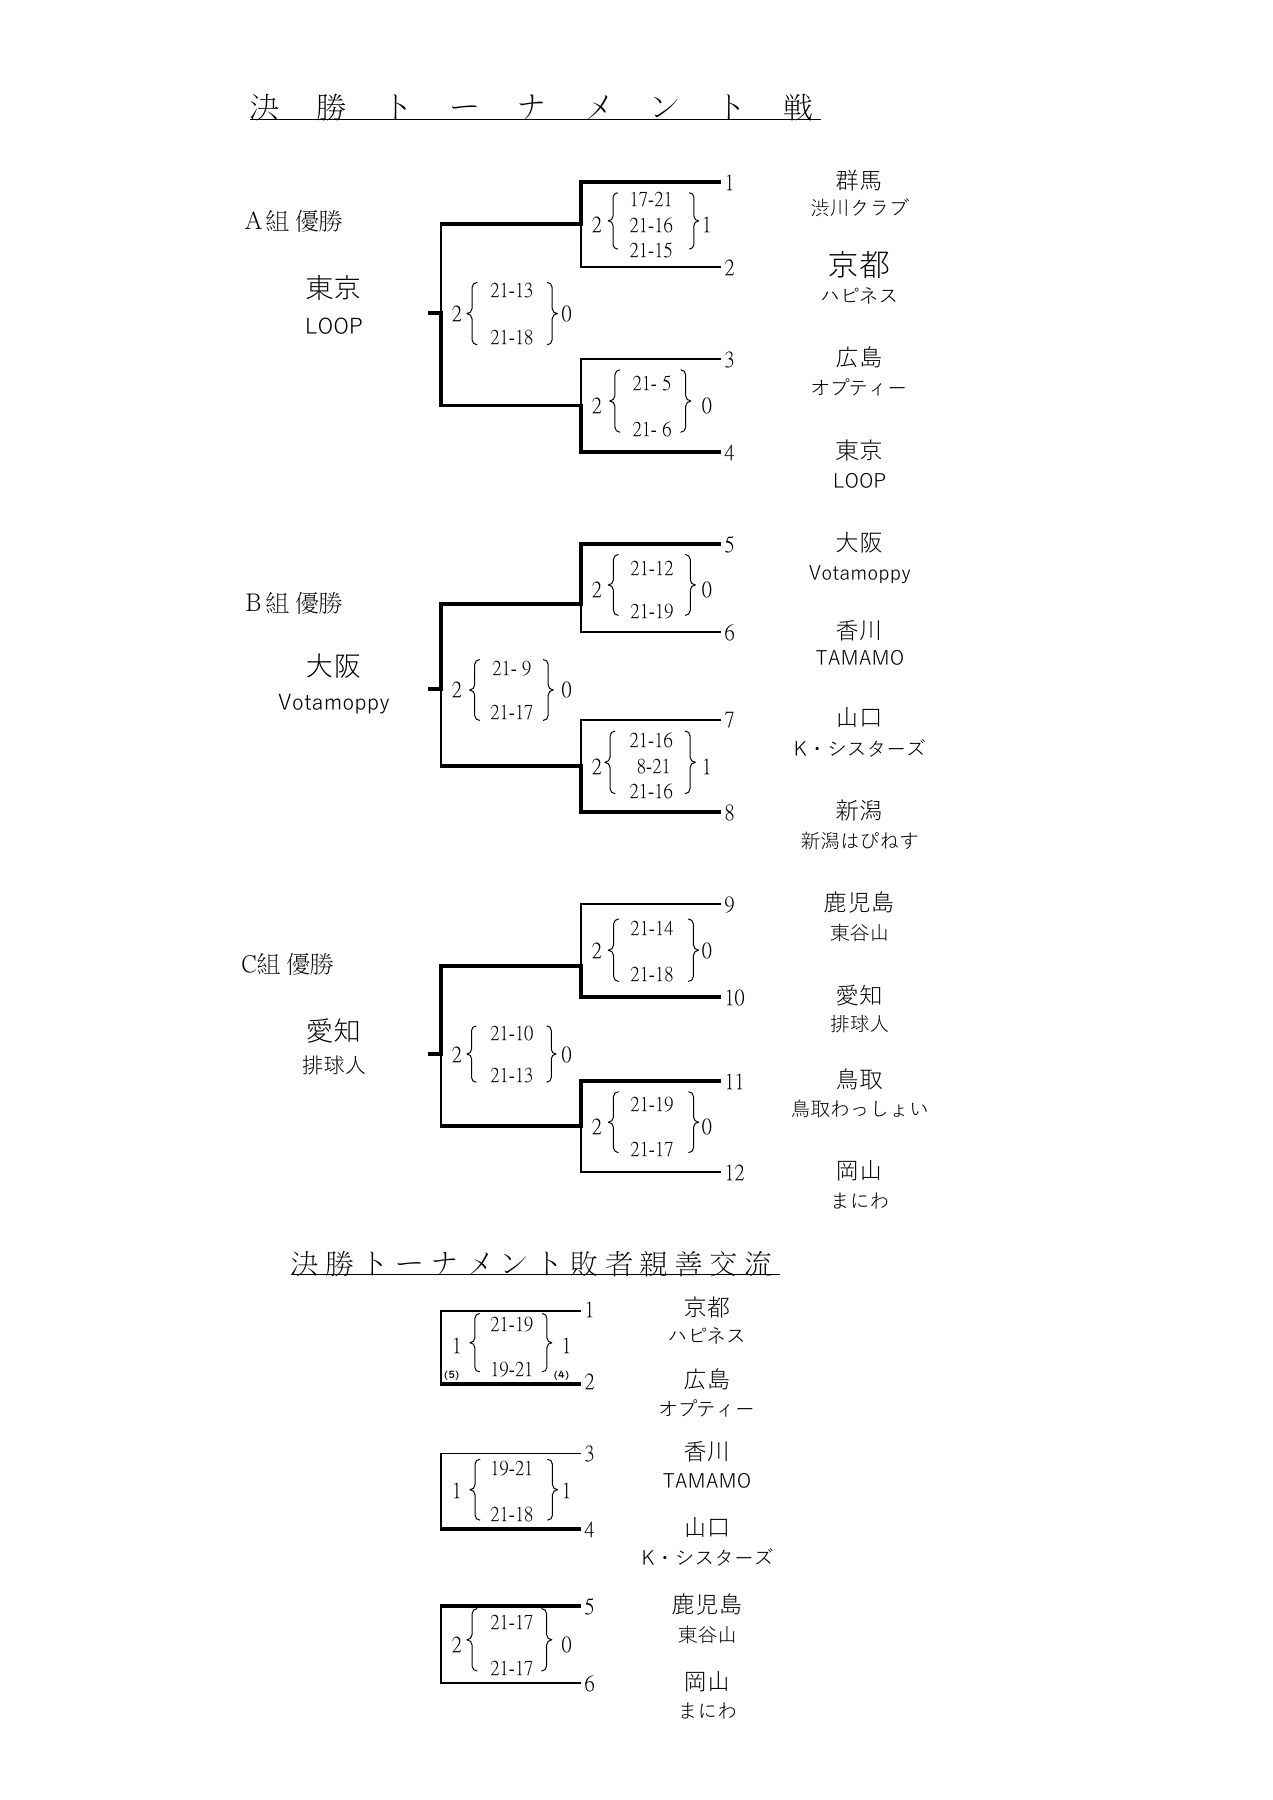 決勝トーナメント戦
1 群馬
渋川クラブ
17-21
A組 優勝
2 21-16 1
21-15
2 京都
ハピネス
東京
LOOP
21-13
2 0
21-18
3 広島
オプティー
21- 5
2 0
21- 6
4 東京
LOOP
5 大阪
Votamoppy
21-12
2 0
21-19
B組 優勝
6 香川
TAMAMO
大阪
Votamoppy
21- 9
2 0
21-17
7 山口
K・シスターズ
21-16
2 8-21 1
21-16
8 新潟
新潟はぴねす
9 鹿児島
東谷山
21-14
2 0
21-18
C組 優勝
10 愛知
排球人
愛知
排球人
21-10
2 0
21-13
11 鳥取
鳥取わっしょい
21-19
2 0
21-17
12 岡山
まにわ
決勝トーナメント敗者親善交流
1 京都
ハピネス
21-19
1 1
19-21
(5) (4)
2 広島
オプティー
3 香川
TAMAMO
19-21
1 1
21-18
4 山口
K・シスターズ
5 鹿児島
東谷山
21-17
2 0
21-17
6 岡山
まにわ